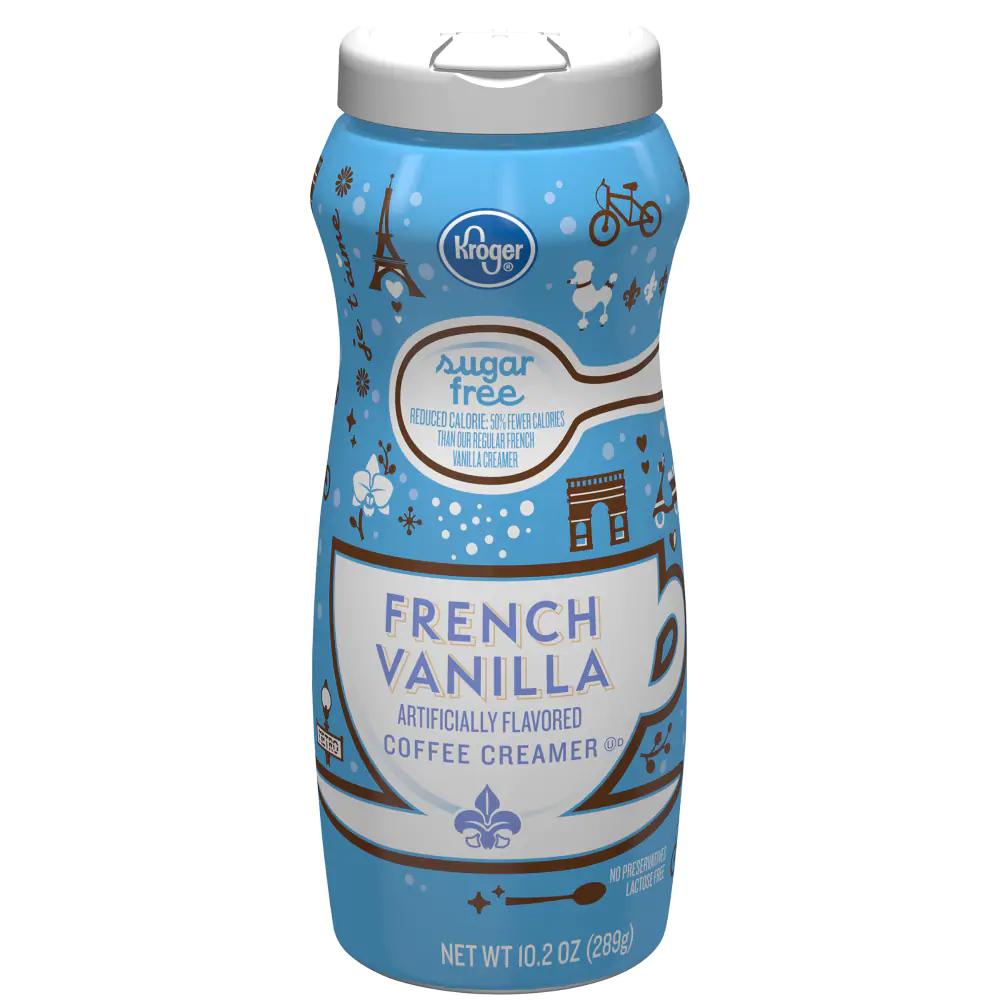 Kroger®
je t'aime
sugar
free
REDUCED CALORIE: 50% FEWER CALORIES
THAN OUR REGULAR FRENCH
VANILLA CREAMER
FRENCH
VANILLA
ARTIFICIALLY FLAVORED
COFFEE CREAMER ⓊD
METRO
NO PRESERVATIVES
LACTOSE FREE
NET WT 10.2 OZ (289g)